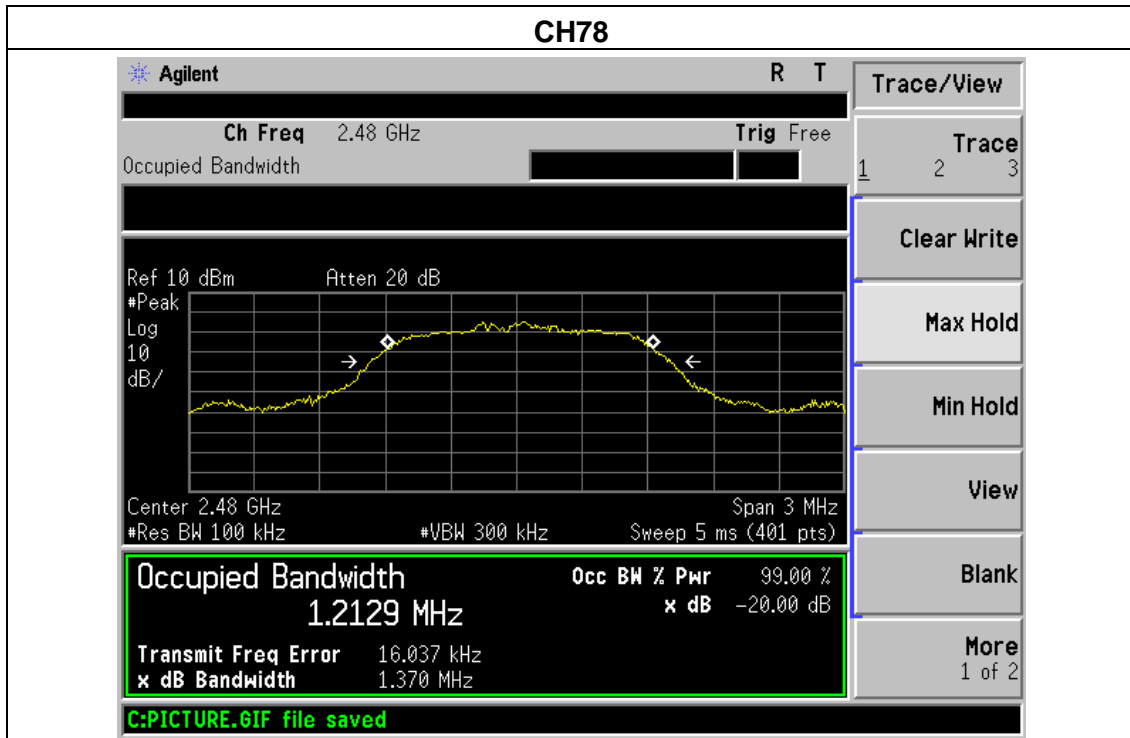 CH78
Agilent R T
Trace/View
Ch Freq 2.48 GHz Trig Free
Occupied Bandwidth
Trace
1 2 3
Clear Write
Ref 10 dBm Atten 20 dB
#Peak
Log
10
dB/
Max Hold
Min Hold
View
Center 2.48 GHz Span 3 MHz
#Res BW 100 kHz #VBW 300 kHz Sweep 5 ms (401 pts)
Occupied Bandwidth Occ BW % Pwr 99.00 %
1.2129 MHz x dB -20.00 dB
Blank
Transmit Freq Error 16.037 kHz
x dB Bandwidth 1.370 MHz
More
1 of 2
C:PICTURE.GIF file saved